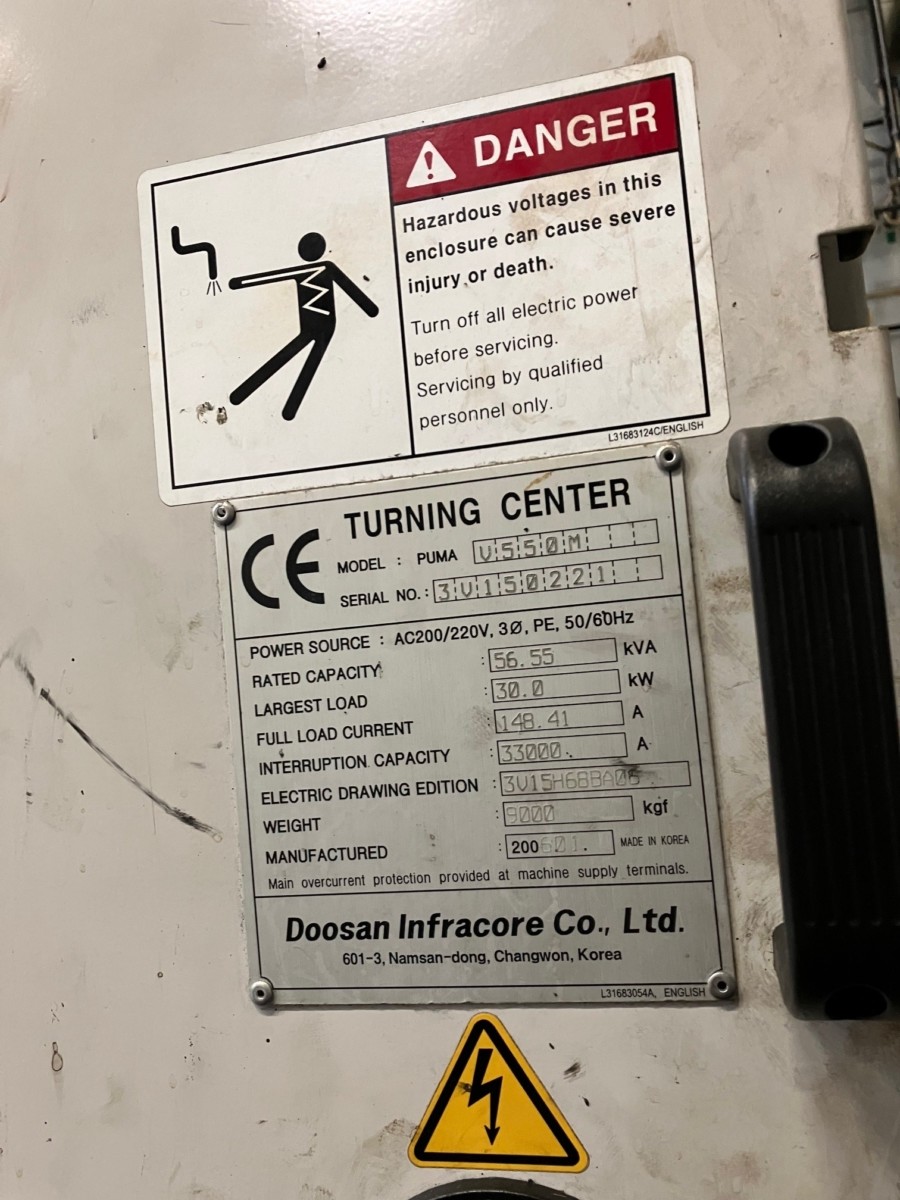 DANGER
Hazardous voltages in this
enclosure can cause severe
injury or death.
Turn off all electric power
before servicing.
Servicing by qualified
personnel only.
L31683124C/ENGLISH
CE
TURNING CENTER
MODEL : PUMA V550M
SERIAL NO. : 3V150221
POWER SOURCE : AC200/220V, 3Ø, PE, 50/60Hz
RATED CAPACITY : 56.55 kVA
LARGEST LOAD : 30.0 kW
FULL LOAD CURRENT : 148.41 A
INTERRUPTION CAPACITY : 33000. A
ELECTRIC DRAWING EDITION :
WEIGHT : 9000 kgf
MANUFACTURED : 200601. MADE IN KOREA
Main overcurrent protection provided at machine supply terminals.
Doosan Infracore Co., Ltd.
601-3, Namsan-dong, Changwon, Korea
L31683054A, ENGLISH